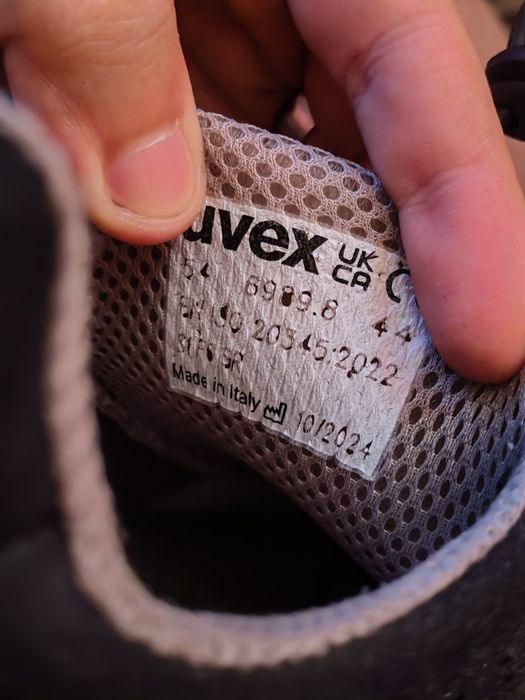 uvex UK CA
6989.8 44
EN ISO 20345:2022
Made in Italy 10/2024